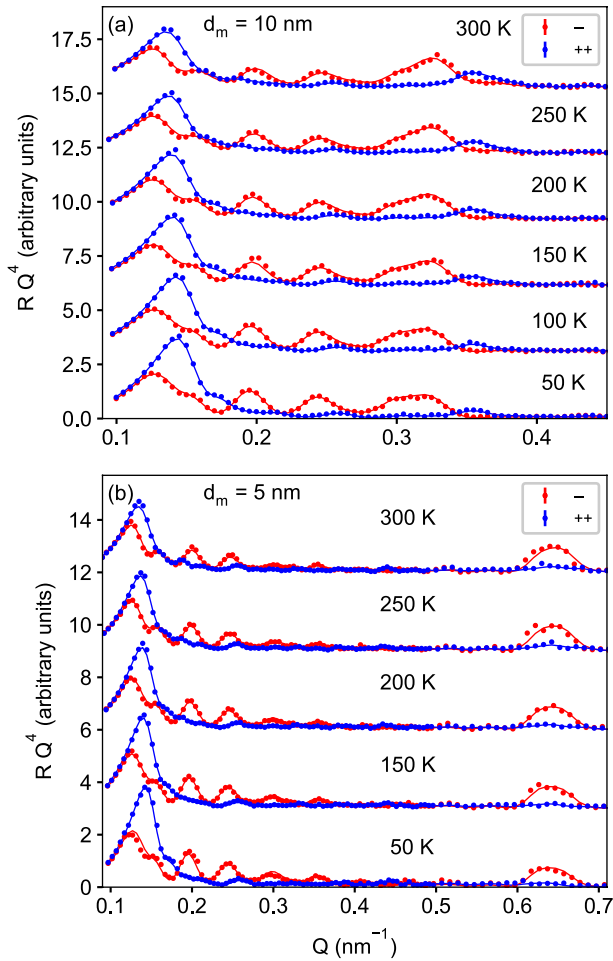 (a) d_m = 10 nm 300 K
−
++
17.5
15.0
250 K
12.5
200 K
10.0
150 K
7.5
100 K
5.0
50 K
2.5
0.0
R Q⁴ (arbitrary units)
0.1 0.2 0.3 0.4
(b) d_m = 5 nm
−
++
14
300 K
12
250 K
10
200 K
8
6
150 K
4
50 K
2
0
R Q⁴ (arbitrary units)
0.1 0.2 0.3 0.4 0.5 0.6 0.7
Q (nm⁻¹)